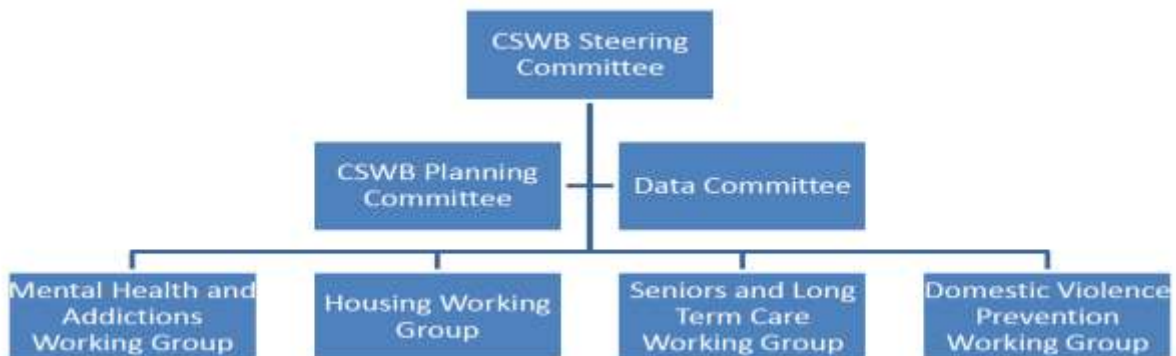 CSWB Steering
Committee
CSWB Planning
Committee
Data Committee
Mental Health and
Addictions
Working Group
Housing Working
Group
Seniors and Long
Term Care
Working Group
Domestic Violence
Prevention
Working Group